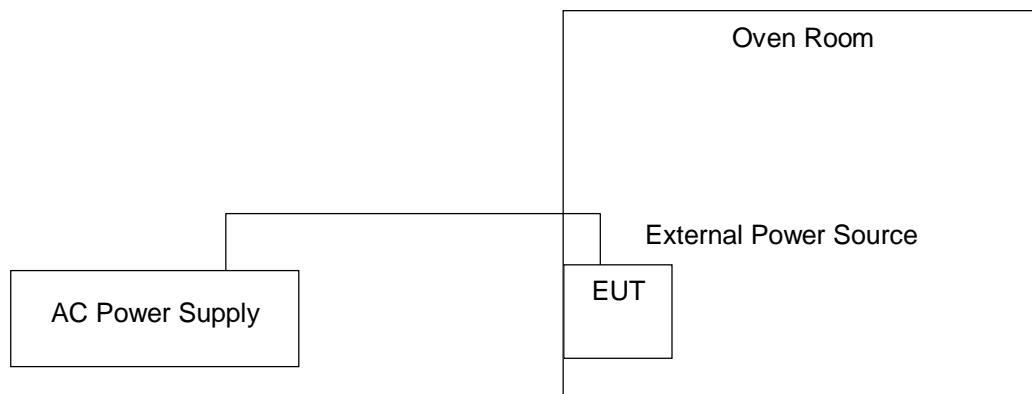 Oven Room
External Power Source
EUT
AC Power Supply